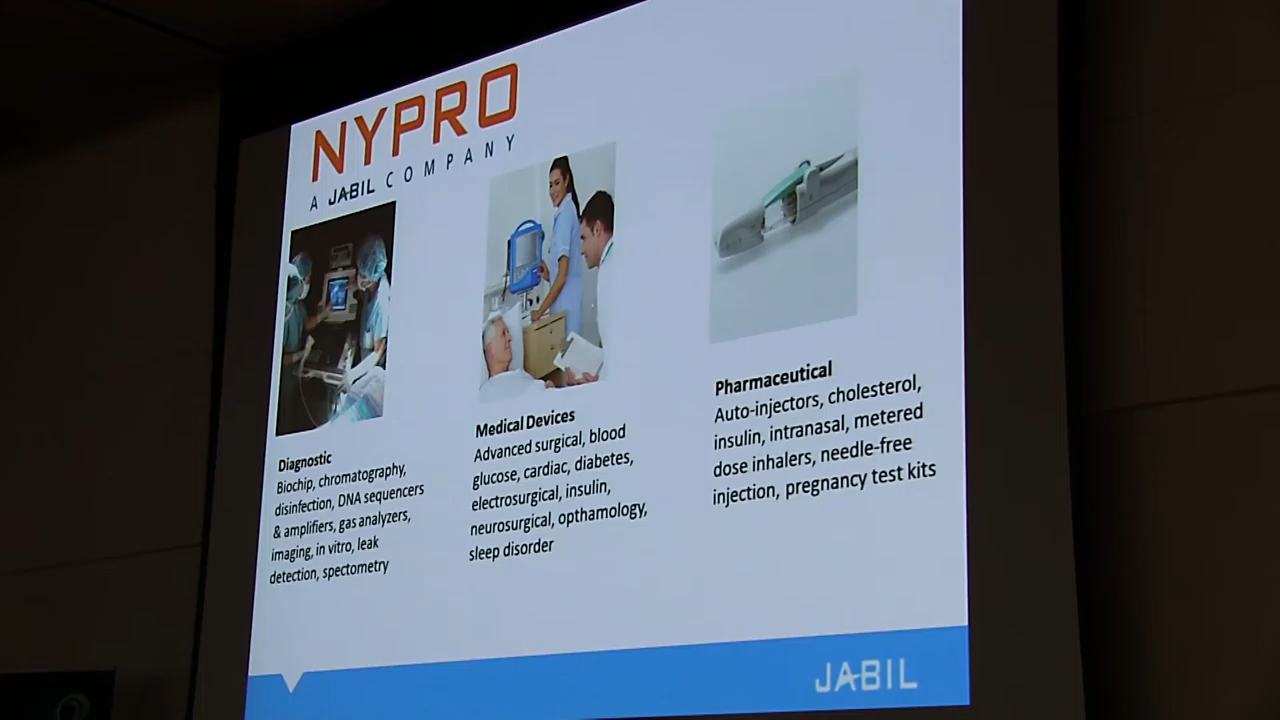 NYPRO
A JABIL COMPANY
Diagnostic
Biochip, chromatography,
disinfection, DNA sequencers
& amplifiers, gas analyzers,
imaging, in vitro, leak
detection, spectometry
Medical Devices
Advanced surgical, blood
glucose, cardiac, diabetes,
electrosurgical, insulin,
neurosurgical, opthamology,
sleep disorder
Pharmaceutical
Auto-injectors, cholesterol,
insulin, intranasal, metered
dose inhalers, needle-free
injection, pregnancy test kits
JABIL